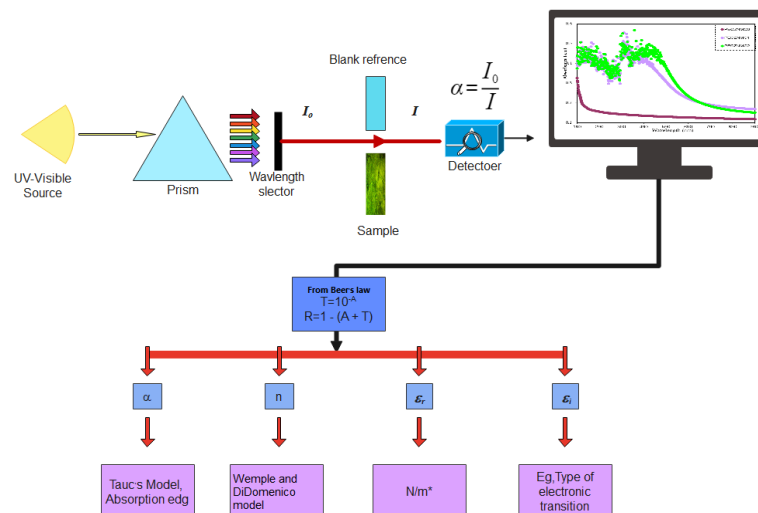 Blank refrence
I₀
I
α = I₀/I
UV-Visible
Source
Prism
Wavlength
slector
Sample
Detectoer
From Beer's law
T=10⁻ᴬ
R=1 - (A + T)
α
n
εᵣ
εᵢ
Tauc's Model,
Absorption edg
Wemple and
DiDomenico
model
N/m*
Eg,Type of
electronic
transition